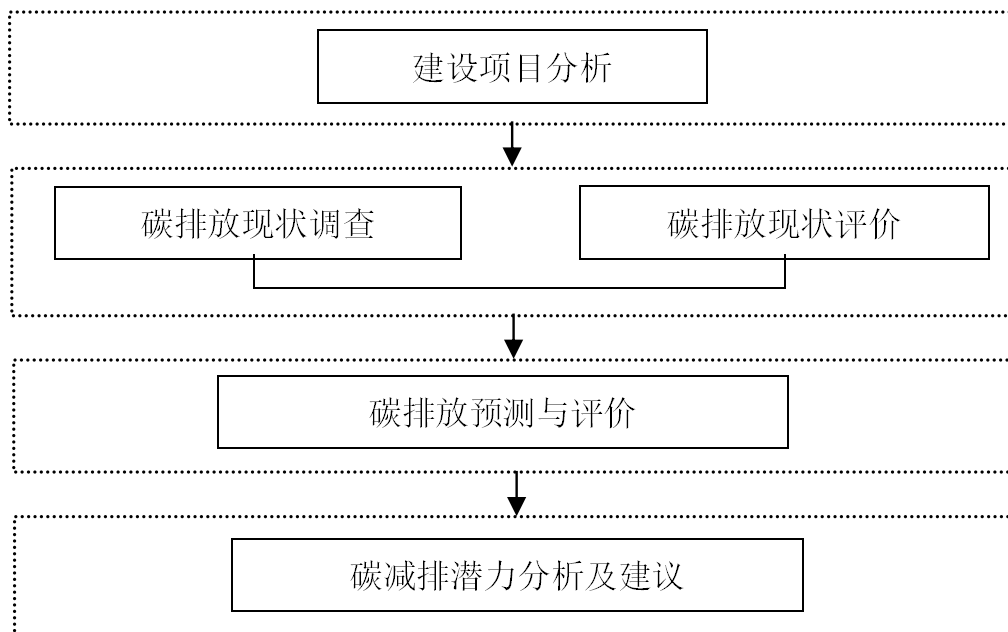 建设项目分析
碳排放现状调查
碳排放现状评价
碳排放预测与评价
碳减排潜力分析及建议